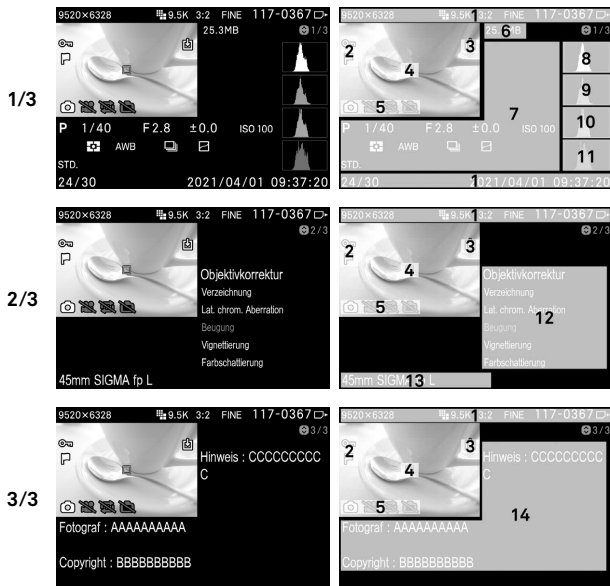 9520×6328 9.5K 3:2 FINE 117-0367
25.3MB 1/3
1/3
P 1/40 F2.8 ±0.0 ISO 100
AWB
STD.
24/30 2021/04/01 09:37:20
9520×6328 9.5K 1 3:2 FINE 117-0367
25.3MB 6 1/3
2 3
4
5
7
8
9
10
11
P 1/40 F2.8 ±0.0 ISO 100
AWB
STD.
24/30 1 2021/04/01 09:37:20
9520×6328 9.5K 3:2 FINE 117-0367
2/3
2/3
Objektivkorrektur
Verzeichnung
Lat. chrom. Aberration
Beugung
Vignettierung
Farbschattierung
45mm SIGMA fp L
9520×6328 9.5K 1 3:2 FINE 117-0367
2/3
2 3
4
5
Objektivkorrektur
Verzeichnung
Lat. chrom. Aberration
Beugung 12
Vignettierung
Farbschattierung
45mm SIGMA fp L 13
9520×6328 9.5K 3:2 FINE 117-0367
3/3
3/3
Hinweis : CCCCCCCCC
C
Fotograf : AAAAAAAAAA
Copyright : BBBBBBBBBB
9520×6328 9.5K 1 3:2 FINE 117-0367
3/3
2 3
4
5
Hinweis : CCCCCCCCC
C
14
Fotograf : AAAAAAAAAA
Copyright : BBBBBBBBBB